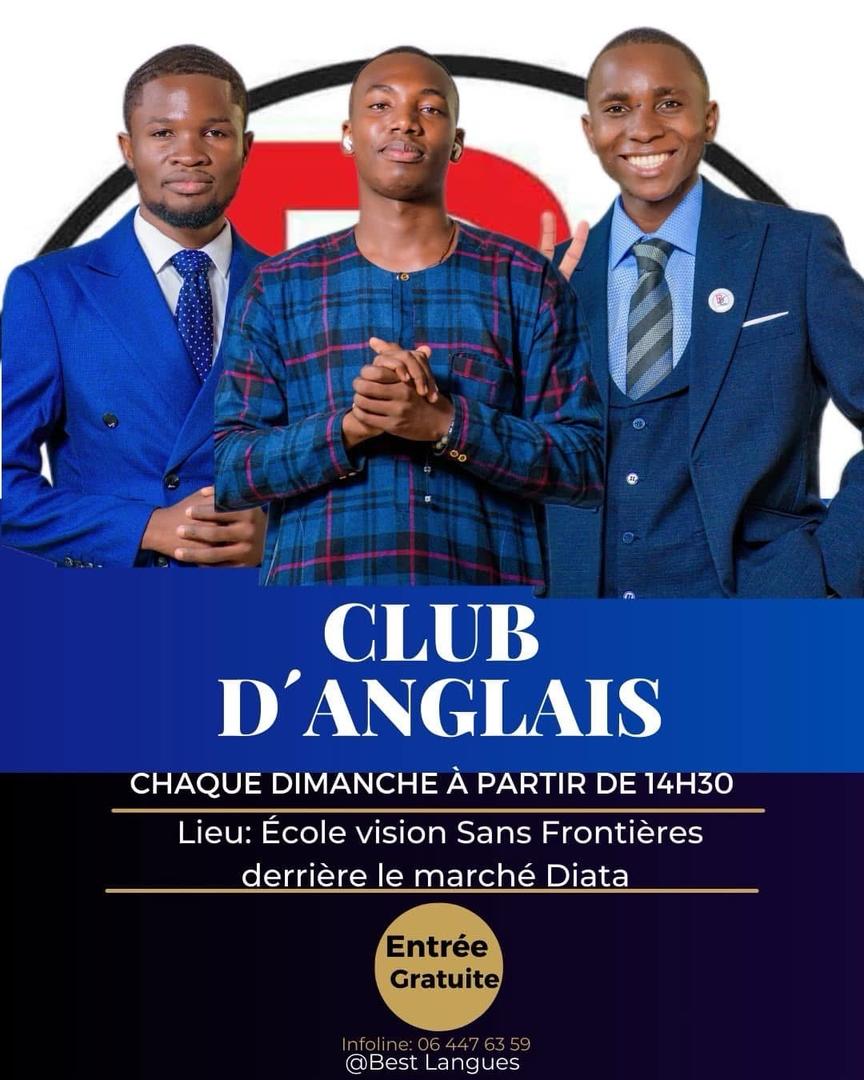 CLUB
D´ANGLAIS
CHAQUE DIMANCHE À PARTIR DE 14H30
Lieu: École vision Sans Frontières
derrière le marché Diata
Entrée
Gratuite
Infoline: 06 447 63 59
@Best Langues